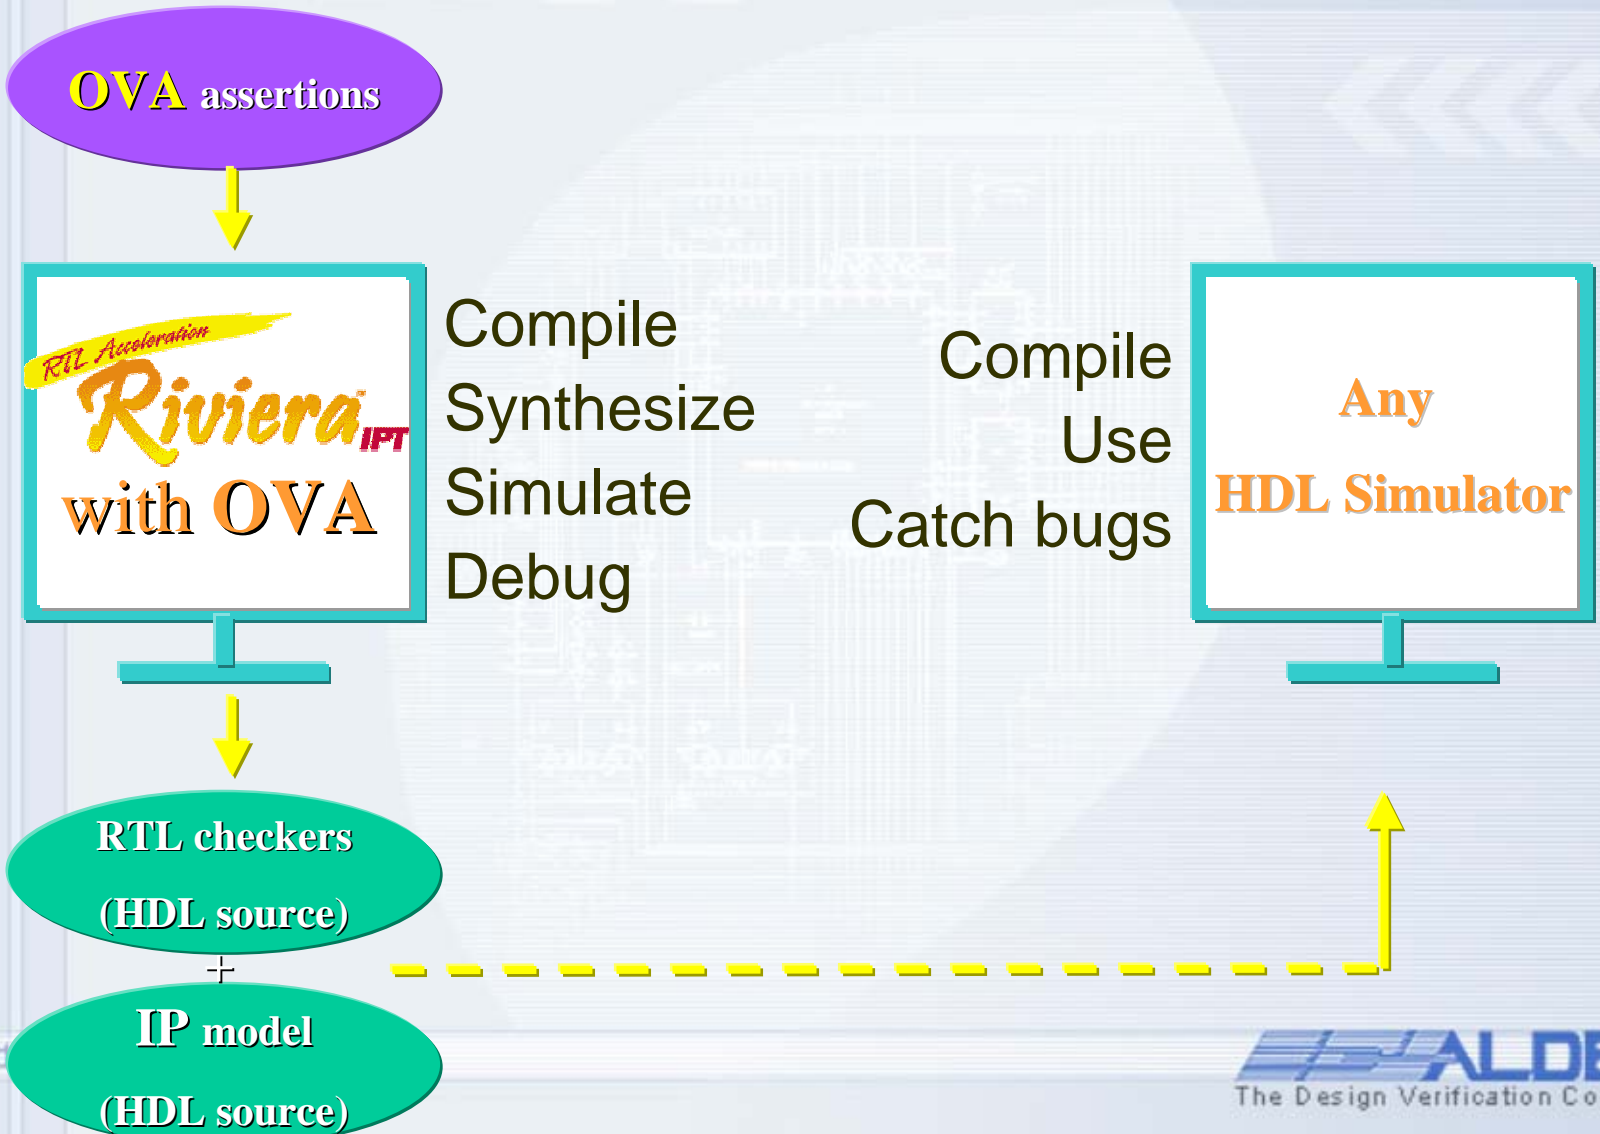 OVA assertions
RTL Acceleration
Riviera IPT
with OVA
Compile
Synthesize
Simulate
Debug
Compile
Use
Catch bugs
Any
HDL Simulator
RTL checkers
(HDL source)
+
IP model
(HDL source)
ALDE
The Design Verification Co